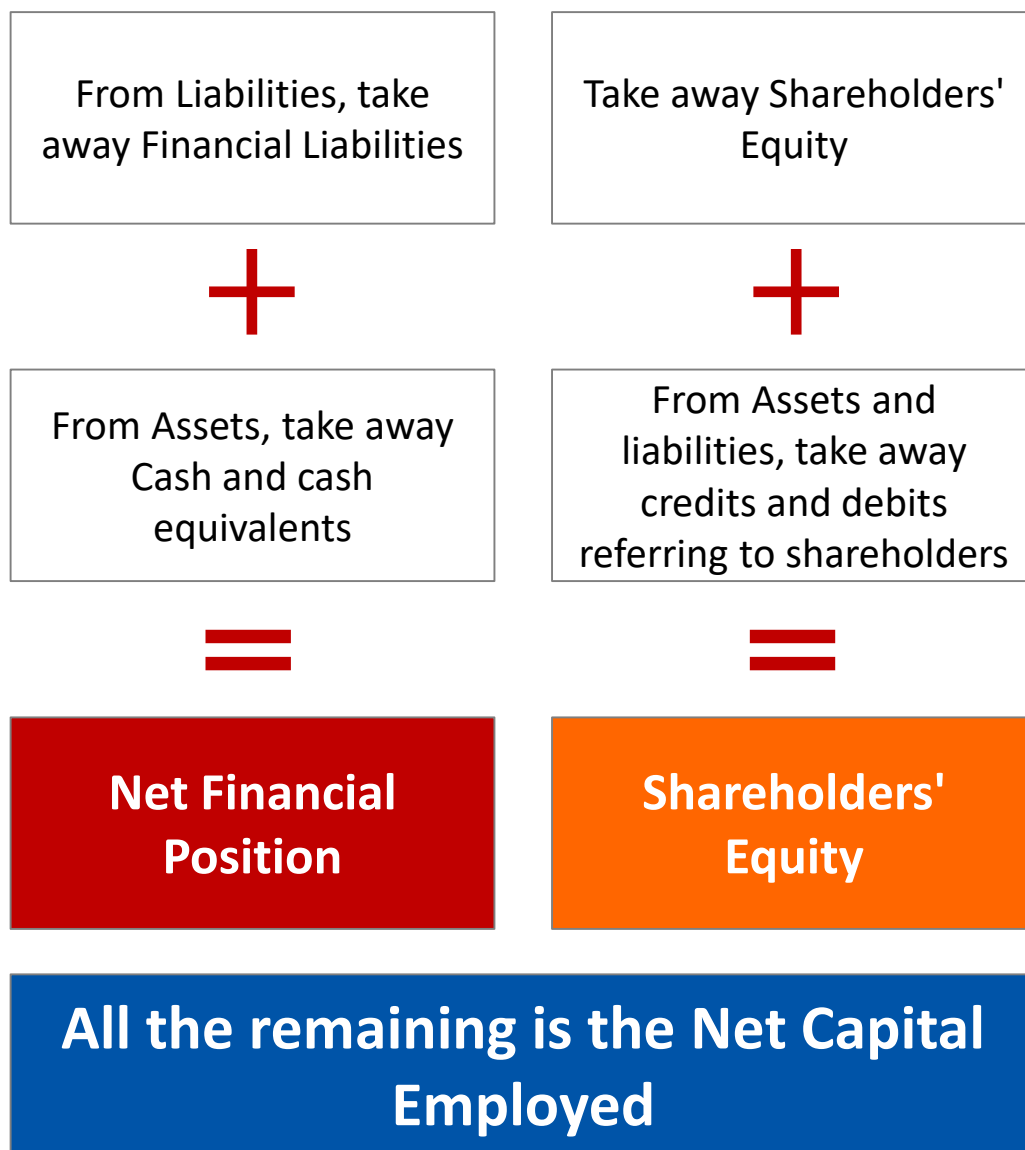 From Liabilities, take
away Financial Liabilities
Take away Shareholders'
Equity
+
+
From Assets, take away
Cash and cash
equivalents
From Assets and
liabilities, take away
credits and debits
referring to shareholders
=
=
Net Financial
Position
Shareholders'
Equity
All the remaining is the Net Capital
Employed